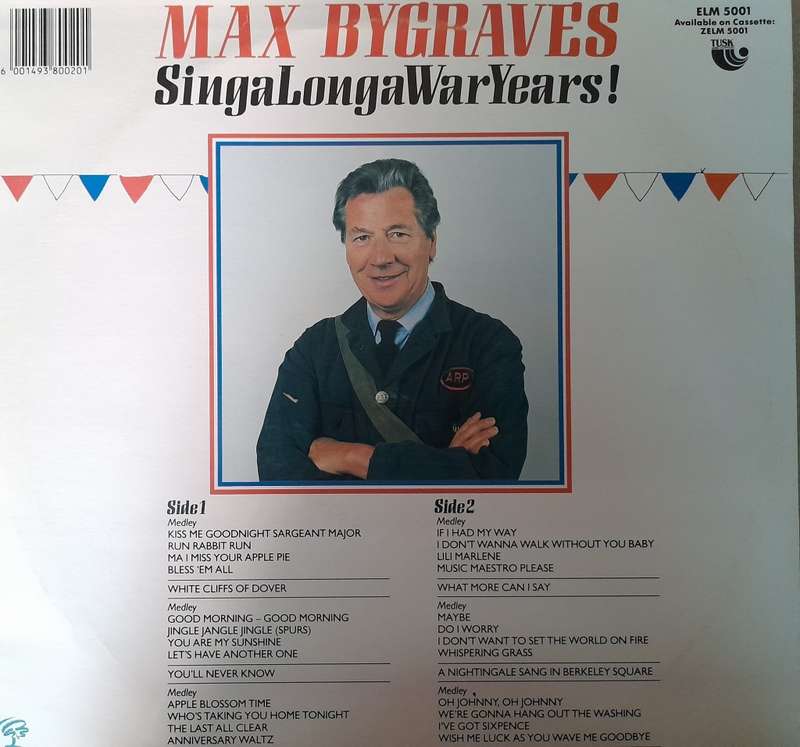 MAX BYGRAVES
SingaLongaWarYears!
6 001493 800201
ELM 5001
Available on Cassette:
ZELM 5001
TUSK
ARP
Side 1
Medley
KISS ME GOODNIGHT SARGEANT MAJOR
RUN RABBIT RUN
MA I MISS YOUR APPLE PIE
BLESS 'EM ALL
WHITE CLIFFS OF DOVER
Medley
GOOD MORNING – GOOD MORNING
JINGLE JANGLE JINGLE (SPURS)
YOU ARE MY SUNSHINE
LET'S HAVE ANOTHER ONE
YOU'LL NEVER KNOW
Medley
APPLE BLOSSOM TIME
WHO'S TAKING YOU HOME TONIGHT
THE LAST ALL CLEAR
ANNIVERSARY WALTZ
Side 2
Medley
IF I HAD MY WAY
I DON'T WANNA WALK WITHOUT YOU BABY
LILI MARLENE
MUSIC MAESTRO PLEASE
WHAT MORE CAN I SAY
Medley
MAYBE
DO I WORRY
I DON'T WANT TO SET THE WORLD ON FIRE
WHISPERING GRASS
A NIGHTINGALE SANG IN BERKELEY SQUARE
Medley
OH JOHNNY, OH JOHNNY
WE'RE GONNA HANG OUT THE WASHING
I'VE GOT SIXPENCE
WISH ME LUCK AS YOU WAVE ME GOODBYE